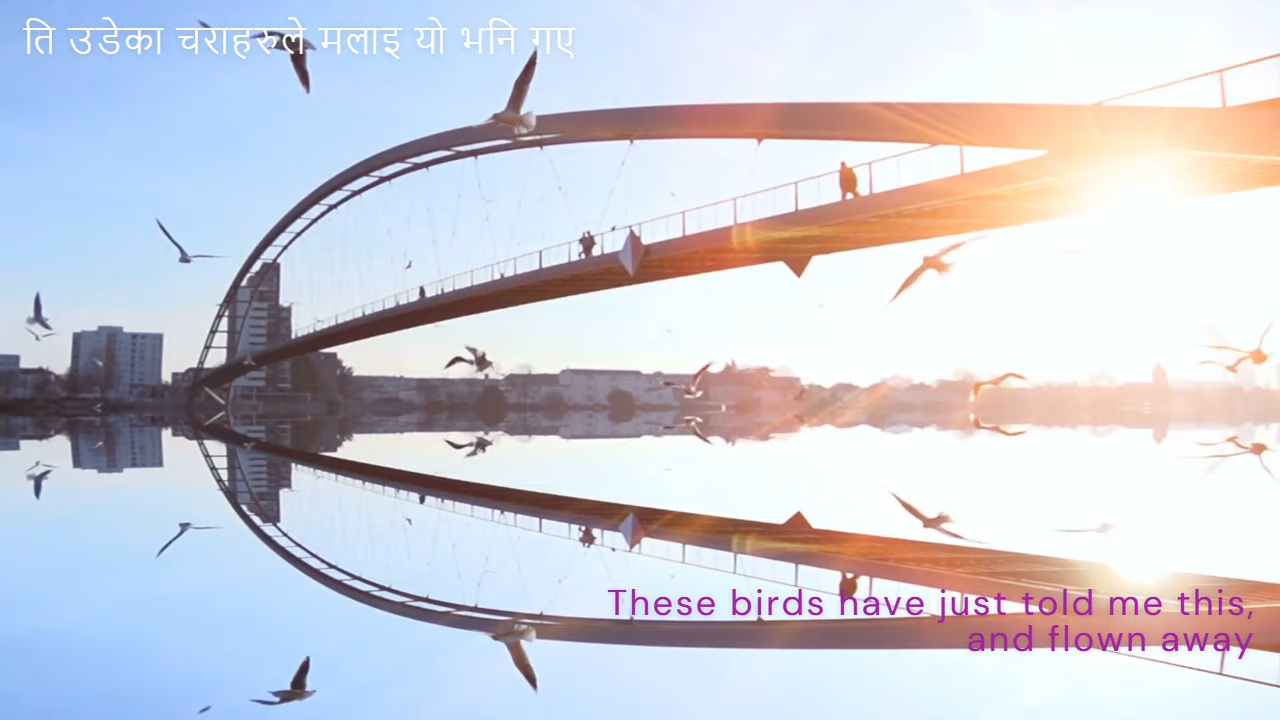 ति उडेका चराहरुले मलाइ यो भनि गए
These birds have just told me this,
and flown away